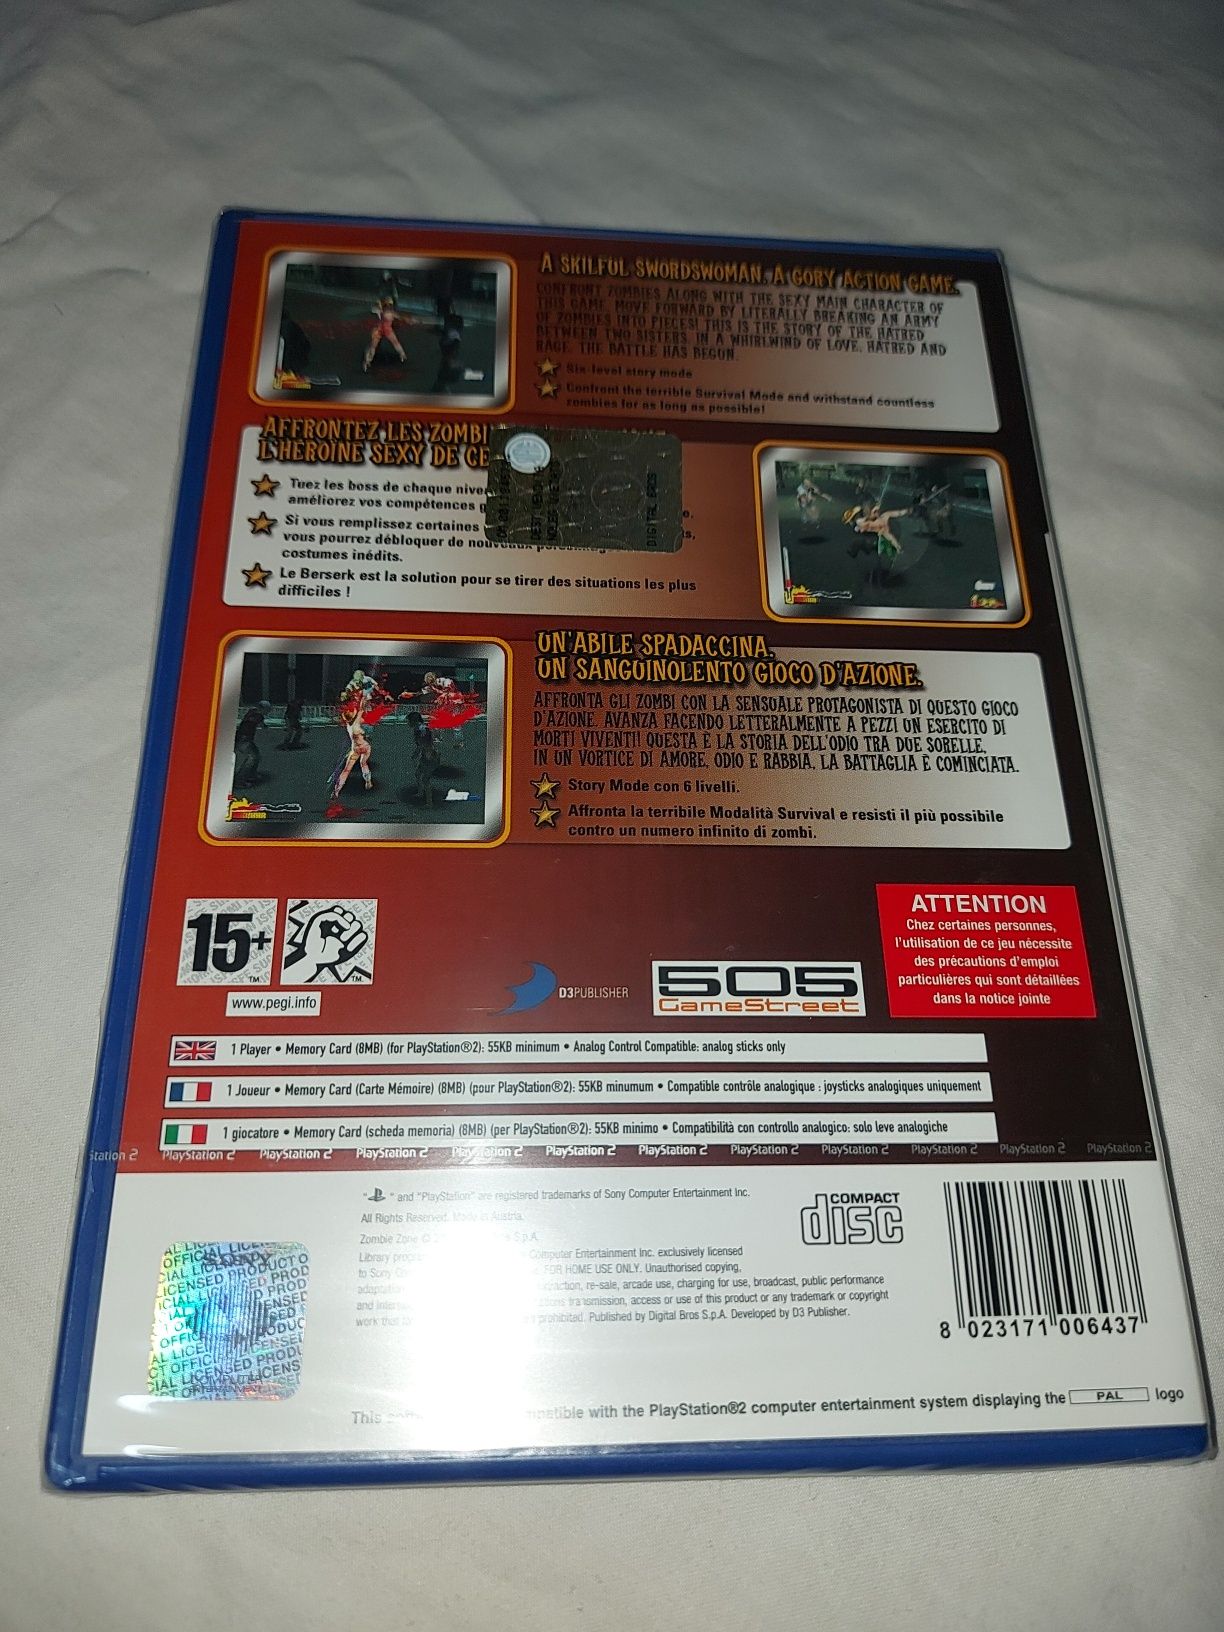 A SKILFUL SWORDSWOMAN. A GORY ACTION GAME.
CONFRONT ZOMBIES ALONG WITH THE SEXY MAIN CHARACTER OF
THIS GAME. MOVE FORWARD BY LITERALLY BREAKING AN ARMY
OF ZOMBIES INTO PIECES! THIS IS THE STORY OF THE HATRED
BETWEEN TWO SISTERS. IN A WHIRLWIND OF LOVE, HATRED AND
RAGE, THE BATTLE HAS BEGUN.
Six-level story mode
Confront the terrible Survival Mode and withstand countless
zombies for as long as possible!
AFFRONTEZ LES ZOMBI
L'HEROINE SEXY DE CE
Tuez les boss de chaque nive
améliorez vos compétences
Si vous remplissez certaines
vous pourrez débloquer de nouveaux
costumes inédits.
Le Berserk est la solution pour se tirer des situations les plus
difficiles !
DIGITAL BROS
UN'ABILE SPADACCINA.
UN SANGUINOLENTO GIOCO D'AZIONE.
AFFRONTA GLI ZOMBI CON LA SENSUALE PROTAGONISTA DI QUESTO GIOCO
D'AZIONE. AVANZA FACENDO LETTERALMENTE A PEZZI UN ESERCITO DI
MORTI VIVENTI! QUESTA È LA STORIA DELL'ODIO TRA DUE SORELLE.
IN UN VORTICE DI AMORE, ODIO E RABBIA, LA BATTAGLIA È COMINCIATA.
Story Mode con 6 livelli.
Affronta la terribile Modalità Survival e resisti il più possibile
contro un numero infinito di zombi.
15+
www.pegi.info
D3PUBLISHER
505
GameStreet
ATTENTION
Chez certaines personnes,
l'utilisation de ce jeu nécessite
des précautions d'emploi
particulières qui sont détaillées
dans la notice jointe
1 Player • Memory Card (8MB) (for PlayStation®2): 55KB minimum • Analog Control Compatible: analog sticks only
1 Joueur • Memory Card (Carte Mémoire) (8MB) (pour PlayStation®2): 55KB minumum • Compatible contrôle analogique : joysticks analogiques uniquement
1 giocatore • Memory Card (scheda memoria) (8MB) (per PlayStation®2): 55KB minimo • Compatibilità con controllo analogico: solo leve analogiche
Station 2 PlayStation 2 PlayStation 2 PlayStation 2 PlayStation 2 PlayStation 2 PlayStation 2 PlayStation 2 PlayStation 2 PlayStation 2 PlayStation 2 PlayStation 2
" " and "PlayStation" are registered trademarks of Sony Computer Entertainment Inc.
All Rights Reserved. Made in Austria.
Zombie Zone © S.p.A.
Library Computer Entertainment Inc. exclusively licensed
to Sony FOR HOME USE ONLY. Unauthorised copying,
adaptation re-sale, arcade use, charging for use, broadcast, public performance
and transmission, access or use of this product or any trademark or copyright
work that prohibited. Published by Digital Bros S.p.A. Developed by D3 Publisher.
COMPACT
disc
8 023171 006437
SONY
OFFICIAL LICENSED PRODUCT
This compatible with the PlayStation®2 computer entertainment system displaying the PAL logo